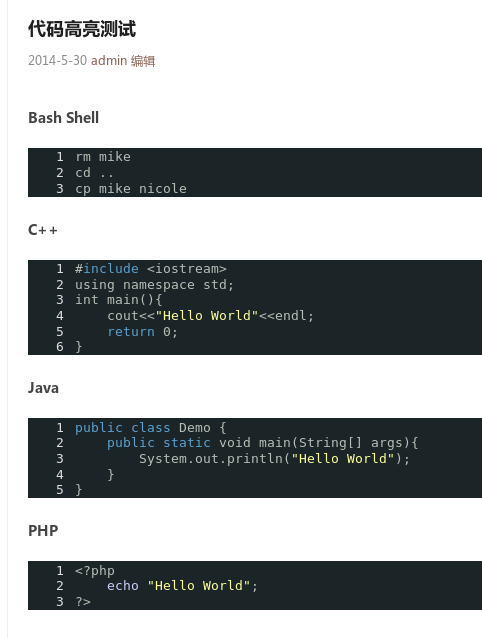 代码高亮测试
2014-5-30 admin 编辑
Bash Shell
1 rm mike
2 cd ..
3 cp mike nicole
C++
1 #include <iostream>
2 using namespace std;
3 int main(){
4     cout<<"Hello World"<<endl;
5     return 0;
6 }
Java
1 public class Demo {
2     public static void main(String[] args){
3         System.out.println("Hello World");
4     }
5 }
PHP
1 <?php
2     echo "Hello World";
3 ?>